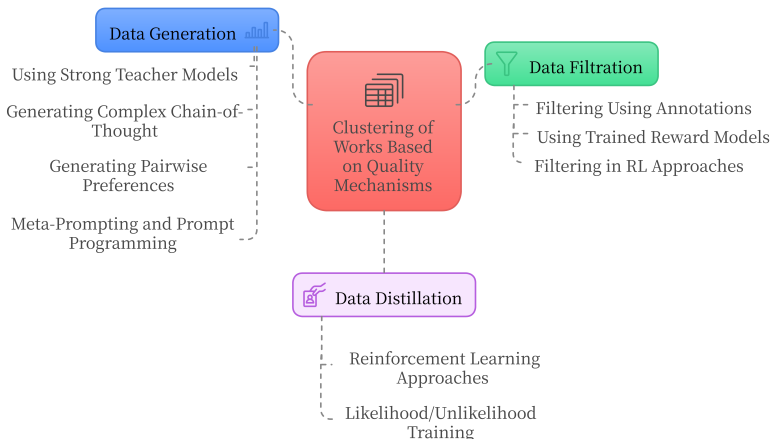 Data Generation
Using Strong Teacher Models
Generating Complex Chain-of-
Thought
Generating Pairwise
Preferences
Meta-Prompting and Prompt
Programming
Clustering of
Works Based
on Quality
Mechanisms
Data Filtration
Filtering Using Annotations
Using Trained Reward Models
Filtering in RL Approaches
Data Distillation
Reinforcement Learning
Approaches
Likelihood/Unlikelihood
Training